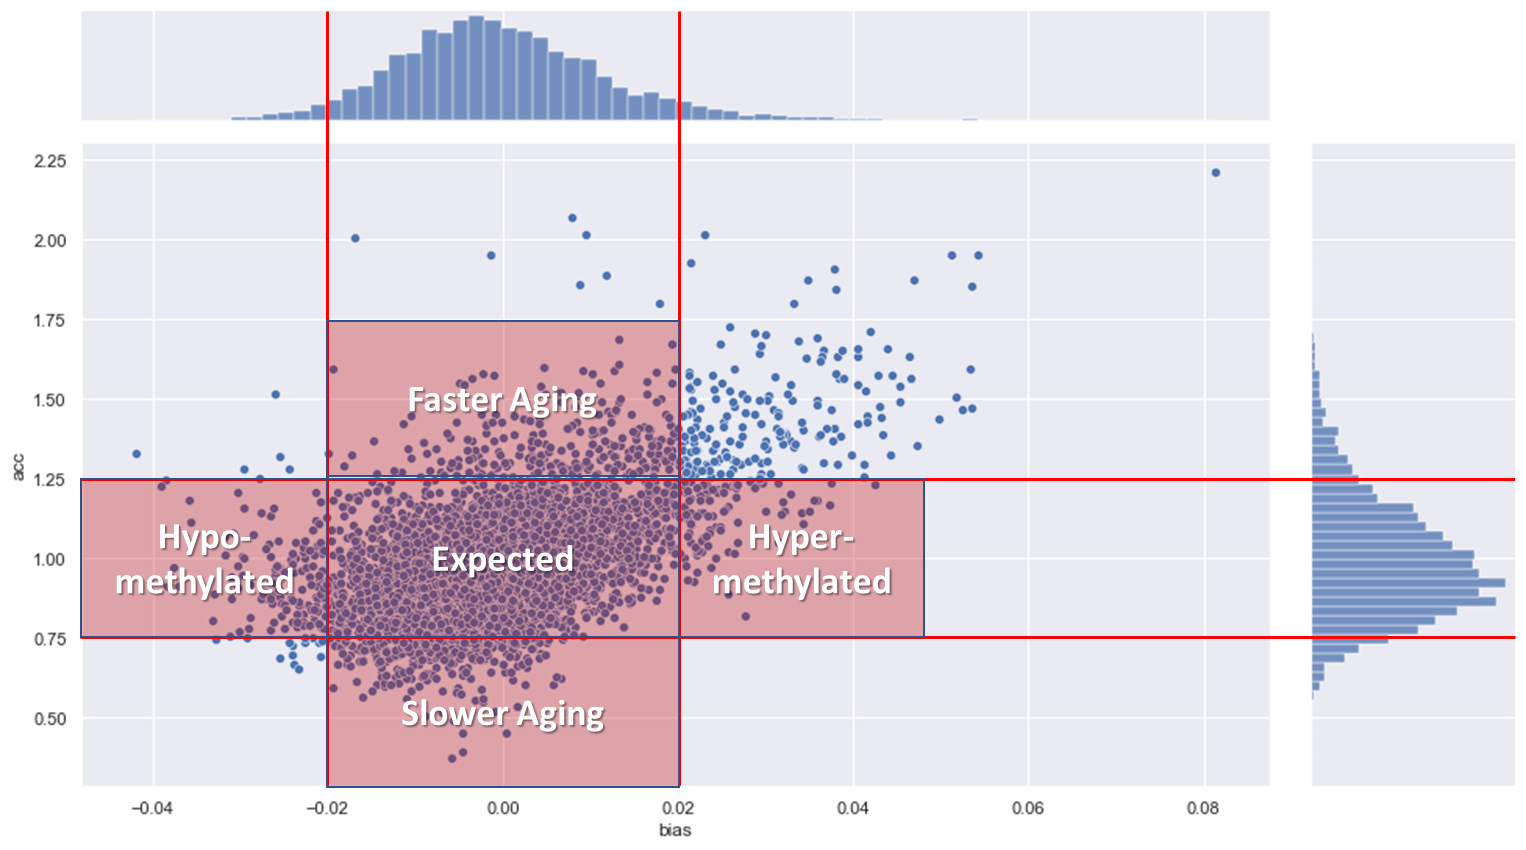 2.25
2.00
1.75
1.50
1.25
1.00
0.75
0.50
acc
Faster Aging
Hypo-
methylated
Expected
Hyper-
methylated
Slower Aging
−0.04
−0.02
0.00
0.02
0.04
0.06
0.08
bias